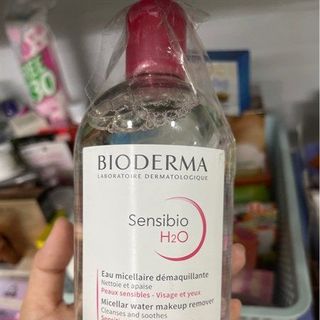 BIODERMA
LABORATOIRE DERMATOLOGIQUE
Sensibio
H2O
Eau micellaire démaquillante
Nettoie et apaise
Peaux sensibles - Visage et yeux
Micellar water makeup remover
Cleanses and soothes
30